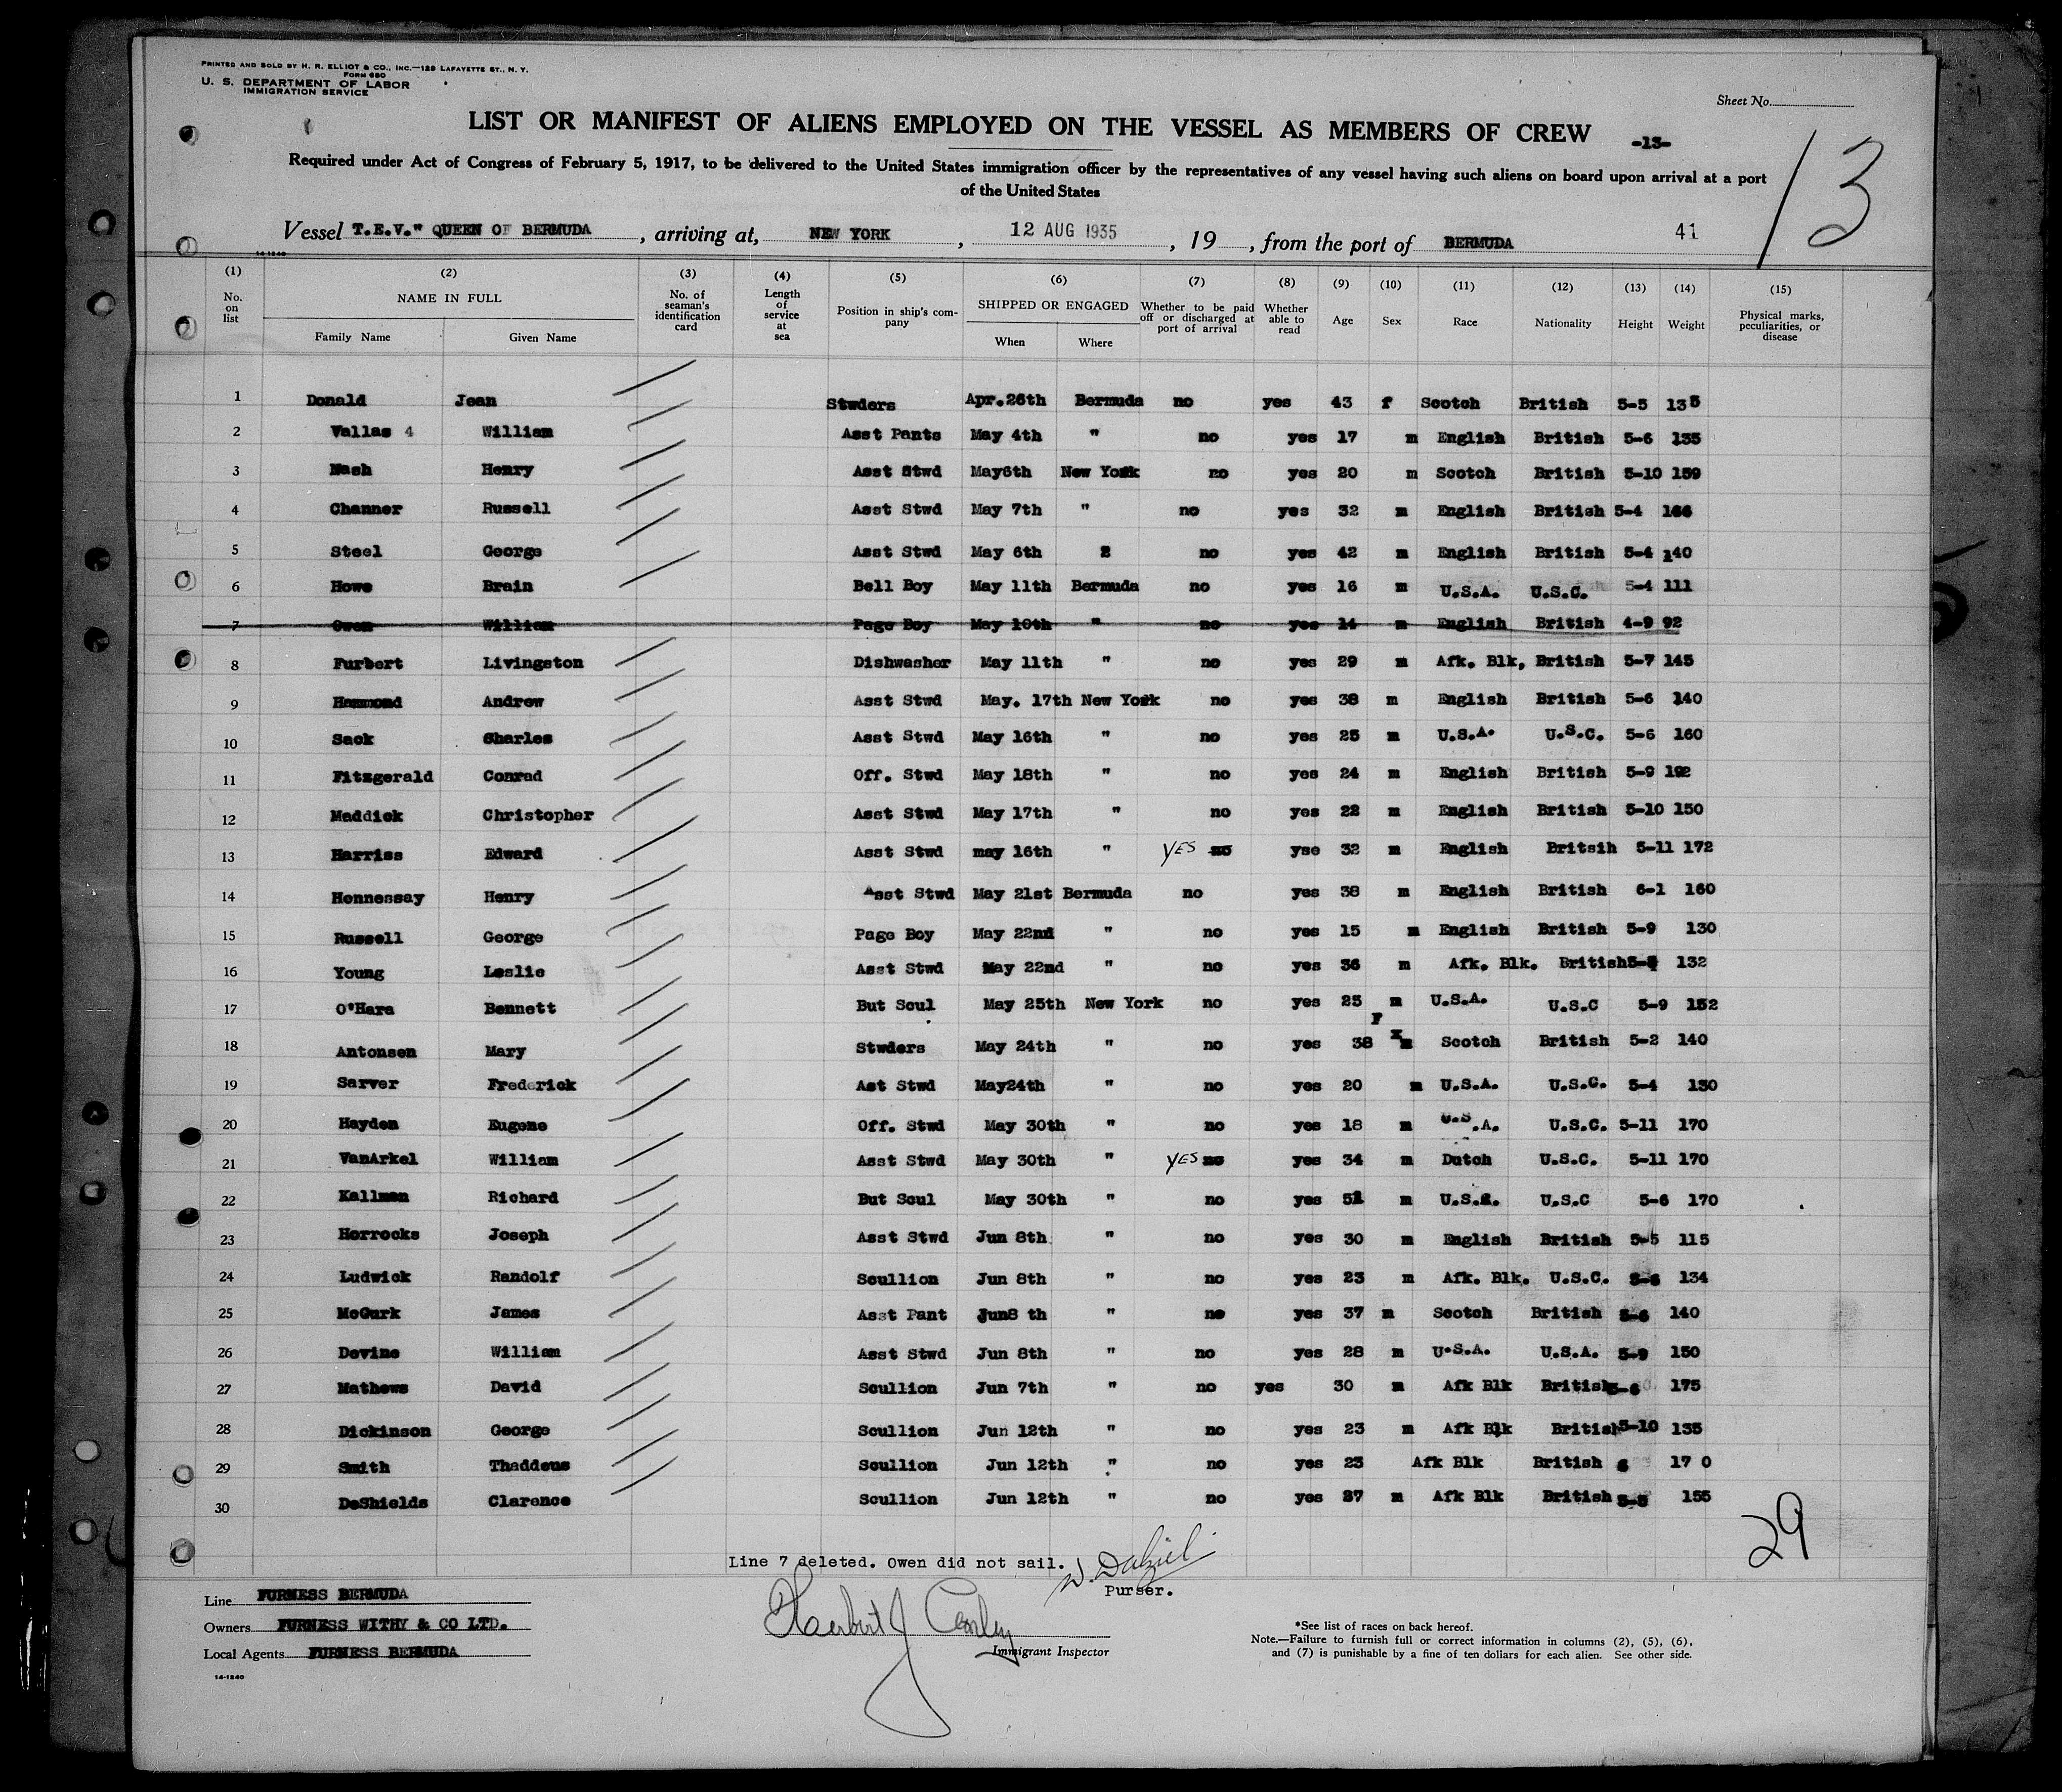 PRINTED AND SOLD BY H. R. ELLIOT & CO., INC.—128 LAFAYETTE ST., N. Y.
FORM 680
U. S. DEPARTMENT OF LABOR
IMMIGRATION SERVICE
Sheet No.
LIST OR MANIFEST OF ALIENS EMPLOYED ON THE VESSEL AS MEMBERS OF CREW
-13-
13
Required under Act of Congress of February 5, 1917, to be delivered to the United States immigration officer by the representatives of any vessel having such aliens on board upon arrival at a port
of the United States
Vessel T.E.V." QUEEN OF BERMUDA, arriving at, NEW YORK, 12 AUG 1935, 19, from the port of BERMUDA 41
14-1240
(1) (2) (3) (4) (5) (6) (7) (8) (9) (10) (11) (12) (13) (14) (15)
No. on list NAME IN FULL Family Name Given Name No. of seaman's identification card Length of service at sea Position in ship's company SHIPPED OR ENGAGED When Where Whether to be paid off or discharged at port of arrival Whether able to read Age Sex Race Nationality Height Weight Physical marks, peculiarities, or disease
1 Donald Jean Stwders Apr.26th Bermuda no yes 43 f Scotch British 5-5 135
2 Vallas 4 William Asst Pants May 4th " no yes 17 m English British 5-6 135
3 Nash Henry Asst Stwd May6th New York no yes 20 m Scotch British 5-10 159
4 Channer Russell Asst Stwd May 7th " no yes 32 m English British 5-4 166
5 Steel George Asst Stwd May 6th 2 no yes 42 m English British 5-4 140
6 Howe Brain Bell Boy May 11th Bermuda no yes 16 m U.S.A. U.S.C. 5-4 111
7 Owen William Page Boy May 10th " no yes 14 m English British 4-9 92
8 Furbert Livingston Dishwasher May 11th " no yes 29 m Afk. Blk, British 5-7 145
9 Hammond Andrew Asst Stwd May. 17th New York no yes 38 m English British 5-6 140
10 Sack Charles Asst Stwd May 16th " no yes 25 m U.S.A. U.S.C. 5-6 160
11 Fitzgerald Conrad Off. Stwd May 18th " no yes 24 m English British 5-9 192
12 Maddick Christopher Asst Stwd May 17th " no yes 22 m English British 5-10 150
13 Harriss Edward Asst Stwd may 16th " YES no yse 32 m English Britsih 5-11 172
14 Hennessay Henry Asst Stwd May 21st Bermuda no yes 38 m English British 6-1 160
15 Russell George Page Boy May 22nd " no yes 15 m English British 5-9 130
16 Young Leslie Asst Stwd May 22nd " no yes 36 m Afk. Blk. British 132
17 O'Hara Bennett But Scul May 25th New York no yes 25 m U.S.A. U.S.C 5-9 152
18 Antonsen Mary Stwders May 24th " no yes 38 F x m Scotch British 5-2 140
19 Sarver Frederick Ast Stwd May24th " no yes 20 m U.S.A. U.S.C. 5-4 130
20 Hayden Eugene Off. Stwd May 30th " no yes 18 m U.S.A. U.S.C. 5-11 170
21 VanArkel William Asst Stwd May 30th " YES no yes 34 m Dutch U.S.C. 5-11 170
22 Kallman Richard But Scul May 30th " no yes m U.S.A. U.S.C 5-6 170
23 Horrocks Joseph Asst Stwd Jun 8th " no yes 30 m English British 5-5 115
24 Ludwick Randolf Scullion Jun 8th " no yes 23 m Afk. Blk. U.S.C. 134
25 McGurk James Asst Pant Jun8 th " no yes 37 m Scotch British 140
26 Devine William Asst Stwd Jun 8th " no yes 28 m U.S.A. U.S.A. 5-9 150
27 Mathews David Scullion Jun 7th " no yes 30 m Afk Blk British 175
28 Dickinson George Scullion Jun 12th " no yes 23 m Afk Blk British 5-10 135
29 Smith Thaddeus Scullion Jun 12th " no yes 23 Afk Blk British 6 17 0
30 DeShields Clarence Scullion Jun 12th " no yes m Afk Blk British 5-5 155
29
Line 7 deleted. Owen did not sail.
Purser.
Line FURNESS BERMUDA
Owners FURNESS WITHY & CO LTD.
Local Agents FURNESS BERMUDA
14-1240
Immigrant Inspector
*See list of races on back hereof.
Note.—Failure to furnish full or correct information in columns (2), (5), (6),
and (7) is punishable by a fine of ten dollars for each alien. See other side.